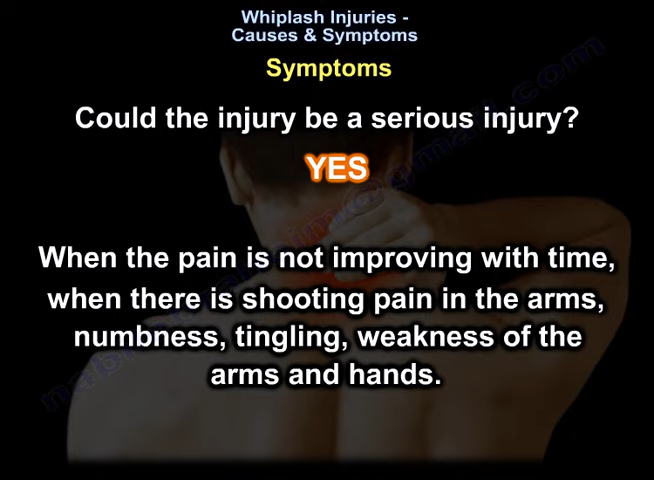 Whiplash Injuries -
Causes & Symptoms
Symptoms
Could the injury be a serious injury?
YES
When the pain is not improving with time,
when there is shooting pain in the arms,
numbness, tingling, weakness of the
arms and hands.